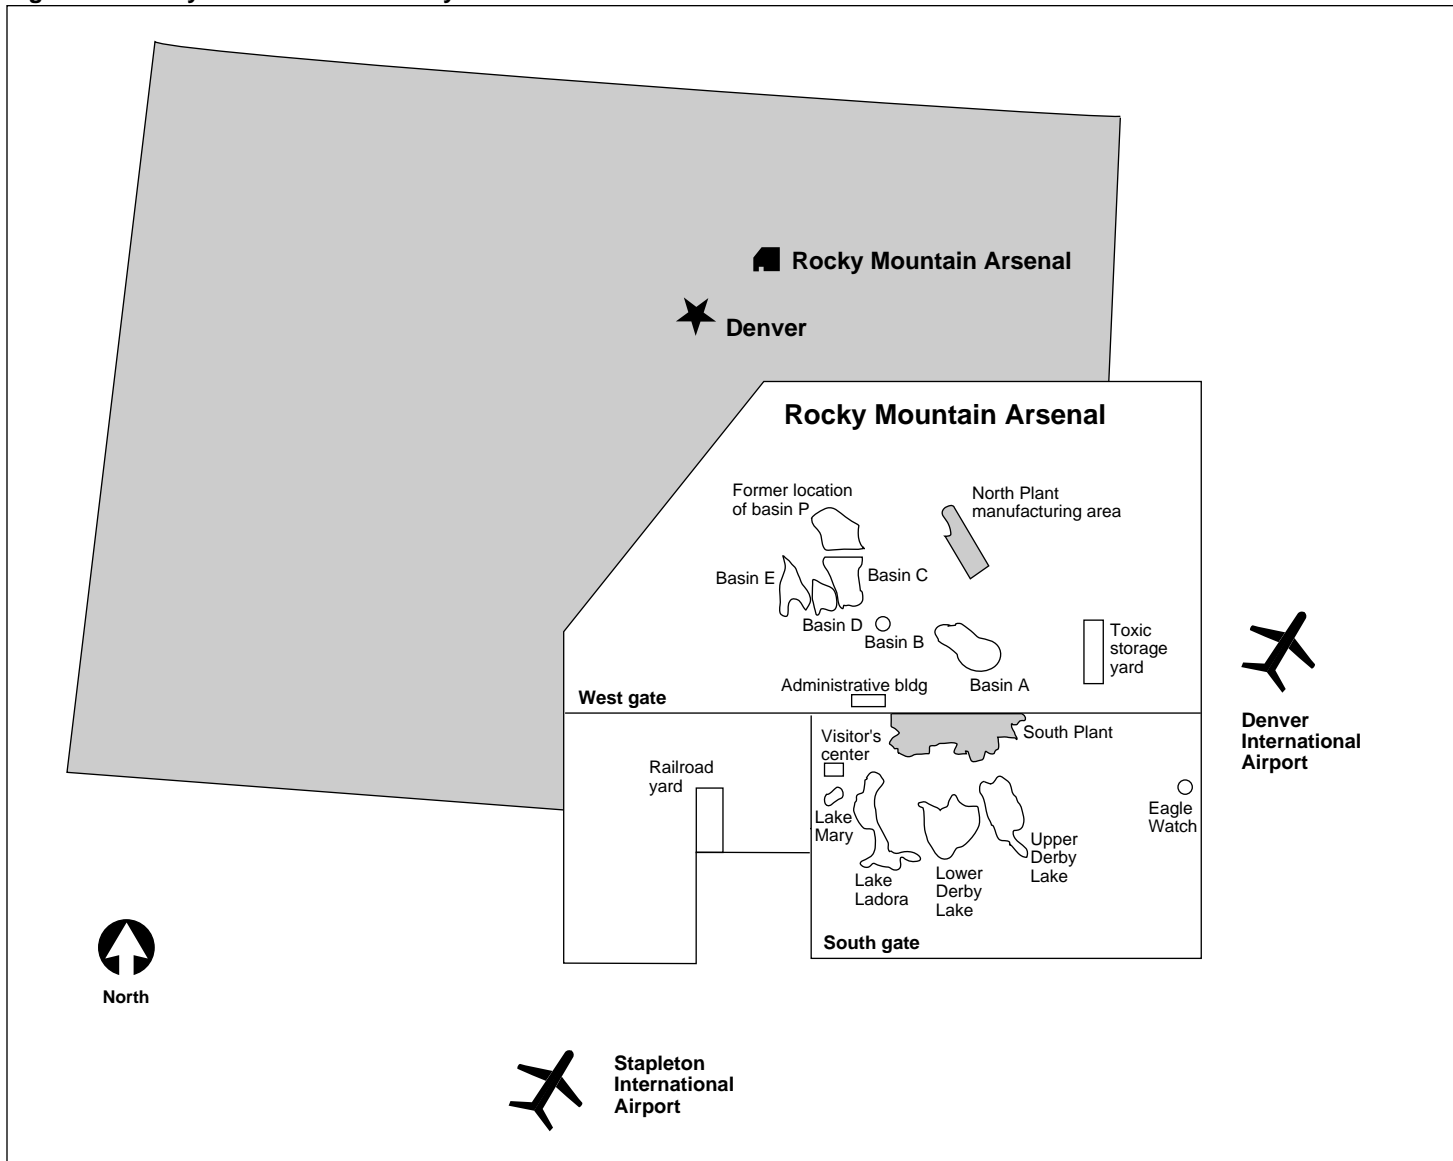 Rocky Mountain Arsenal
Denver
Rocky Mountain Arsenal
Former location
of basin P
North Plant
manufacturing area
Basin E
Basin C
Basin D
Basin B
Basin A
Toxic
storage
yard
Administrative bldg
West gate
Visitor's
center
South Plant
Railroad
yard
Lake
Mary
Lake
Ladora
Lower
Derby
Lake
Upper
Derby
Lake
Eagle
Watch
South gate
Denver
International
Airport
North
Stapleton
International
Airport